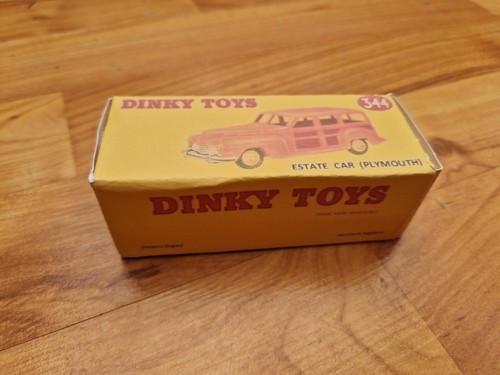 DINKY TOYS
344
ESTATE CAR (PLYMOUTH)
DINKY TOYS